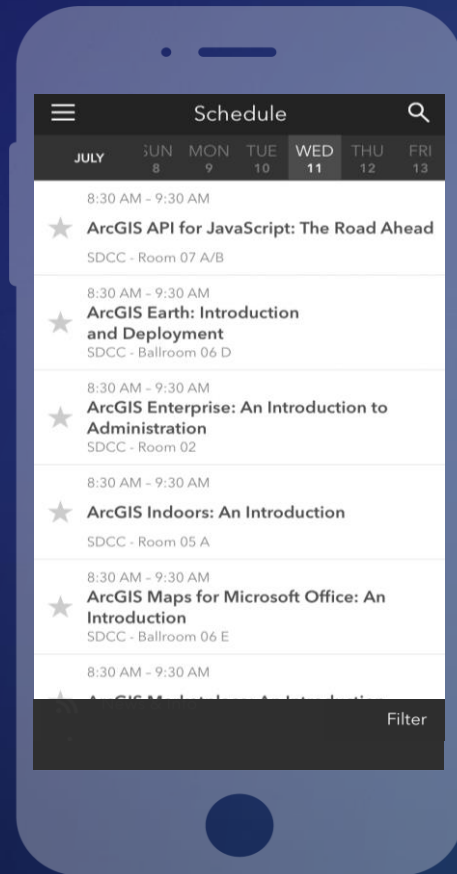 Schedule
JULY
SUN MON TUE WED THU FRI
8 9 10 11 12 13
8:30 AM – 9:30 AM
ArcGIS API for JavaScript: The Road Ahead
SDCC - Room 07 A/B
8:30 AM – 9:30 AM
ArcGIS Earth: Introduction
and Deployment
SDCC - Ballroom 06 D
8:30 AM – 9:30 AM
ArcGIS Enterprise: An Introduction to
Administration
SDCC - Room 02
8:30 AM – 9:30 AM
ArcGIS Indoors: An Introduction
SDCC - Room 05 A
8:30 AM – 9:30 AM
ArcGIS Maps for Microsoft Office: An
Introduction
SDCC - Ballroom 06 E
8:30 AM – 9:30 AM
Filter